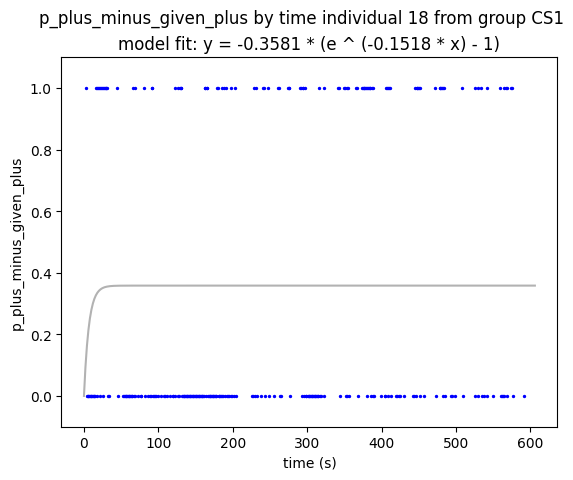 p_plus_minus_given_plus by time individual 18 from group CS1
model fit: y = -0.3581 * (e ^ (-0.1518 * x) - 1)
1.0
0.8
0.6
0.4
0.2
0.0
p_plus_minus_given_plus
0 100 200 300 400 500 600
time (s)